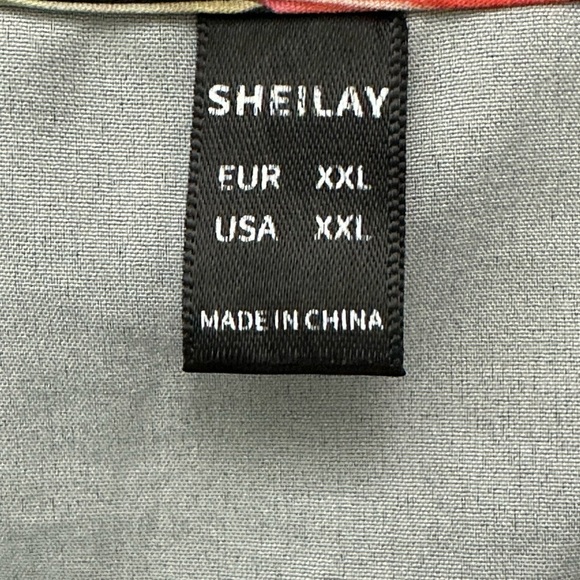 SHEILAY
EUR XXL
USA XXL
MADE IN CHINA